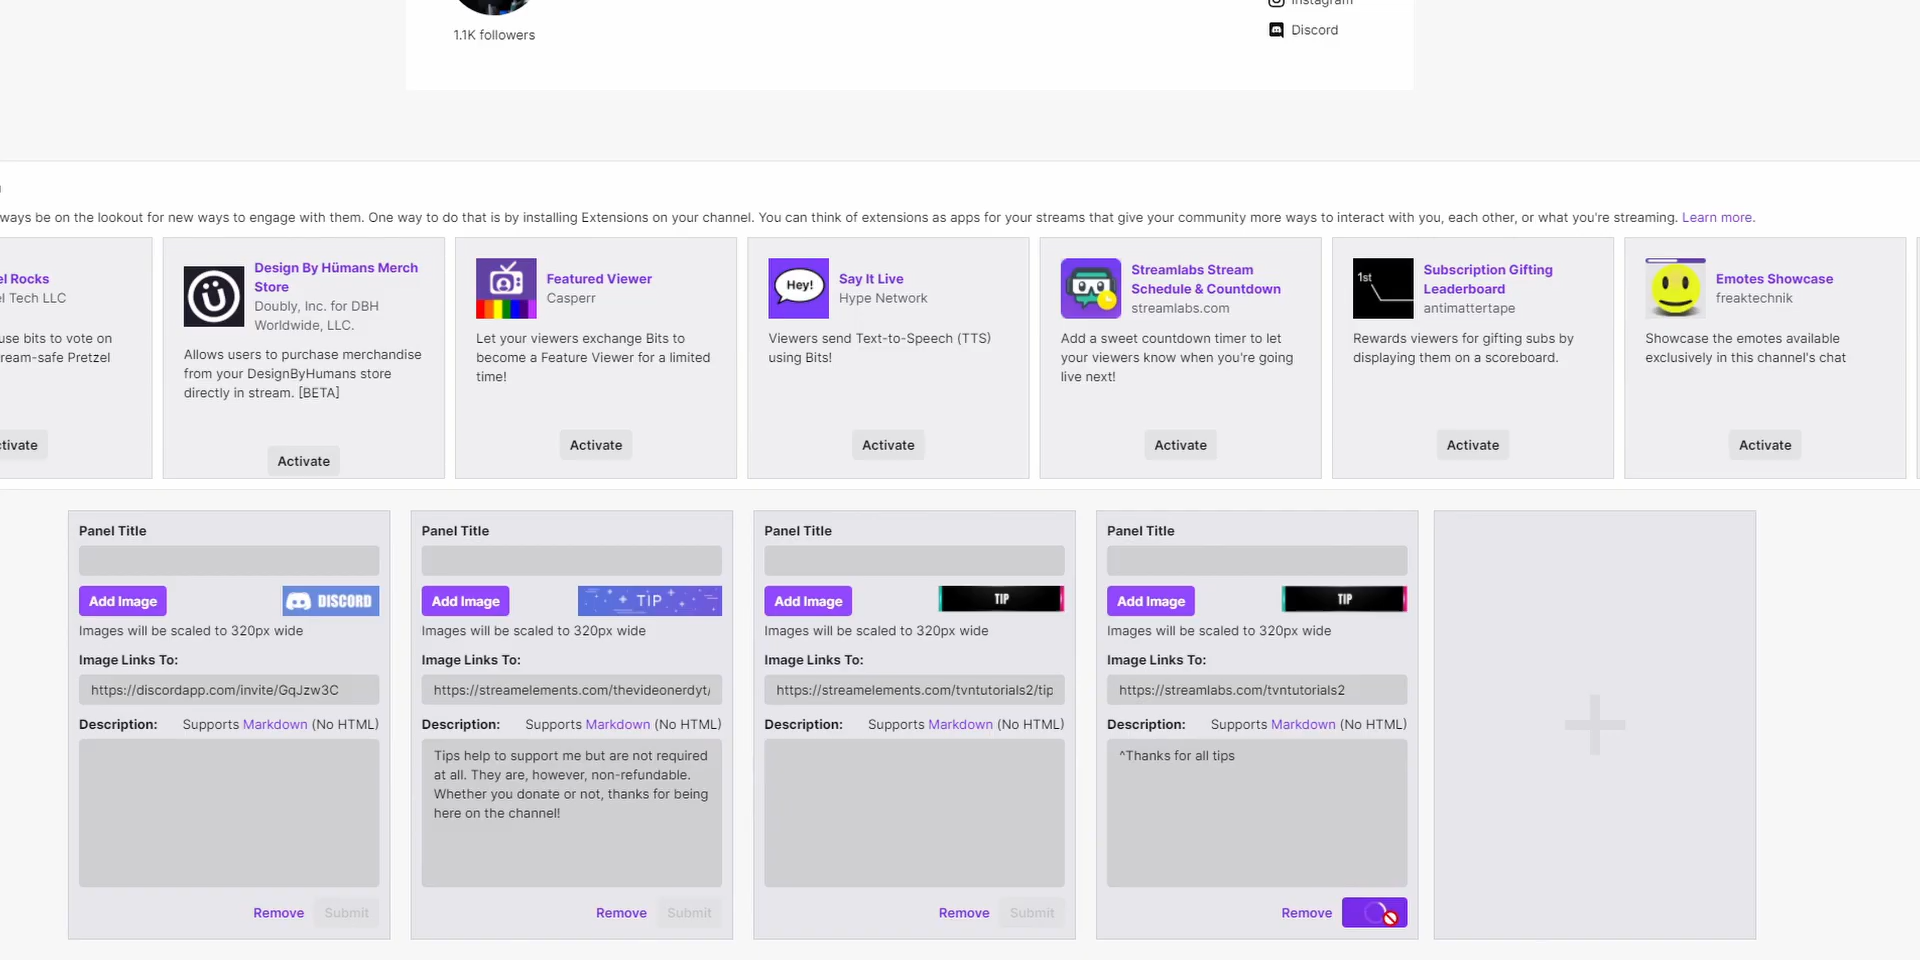 Instagram
1.1K followers
Discord
ways be on the lookout for new ways to engage with them. One way to do that is by installing Extensions on your channel. You can think of extensions as apps for your streams that give your community more ways to interact with you, each other, or what you're streaming. Learn more.
el Rocks
el Tech LLC
use bits to vote on
ream-safe Pretzel
ctivate
Design By Hümans Merch
Store
Doubly, Inc. for DBH
Worldwide, LLC.
Allows users to purchase merchandise
from your DesignByHumans store
directly in stream. [BETA]
Activate
Featured Viewer
Casperr
Let your viewers exchange Bits to
become a Feature Viewer for a limited
time!
Activate
Hey!
Say It Live
Hype Network
Viewers send Text-to-Speech (TTS)
using Bits!
Activate
Streamlabs Stream
Schedule & Countdown
streamlabs.com
Add a sweet countdown timer to let
your viewers know when you're going
live next!
Activate
1st
Subscription Gifting
Leaderboard
antimattertape
Rewards viewers for gifting subs by
displaying them on a scoreboard.
Activate
Emotes Showcase
freaktechnik
Showcase the emotes available
exclusively in this channel's chat
Activate
Panel Title
Add Image
DISCORD
Images will be scaled to 320px wide
Image Links To:
https://discordapp.com/invite/GqJzw3C
Description: Supports Markdown (No HTML)
Remove Submit
Panel Title
Add Image
TIP
Images will be scaled to 320px wide
Image Links To:
https://streamelements.com/thevideonerdyt/
Description: Supports Markdown (No HTML)
Tips help to support me but are not required
at all. They are, however, non-refundable.
Whether you donate or not, thanks for being
here on the channel!
Remove Submit
Panel Title
Add Image
TIP
Images will be scaled to 320px wide
Image Links To:
https://streamelements.com/tvntutorials2/tip
Description: Supports Markdown (No HTML)
Remove Submit
Panel Title
Add Image
TIP
Images will be scaled to 320px wide
Image Links To:
https://streamlabs.com/tvntutorials2
Description: Supports Markdown (No HTML)
^Thanks for all tips
Remove